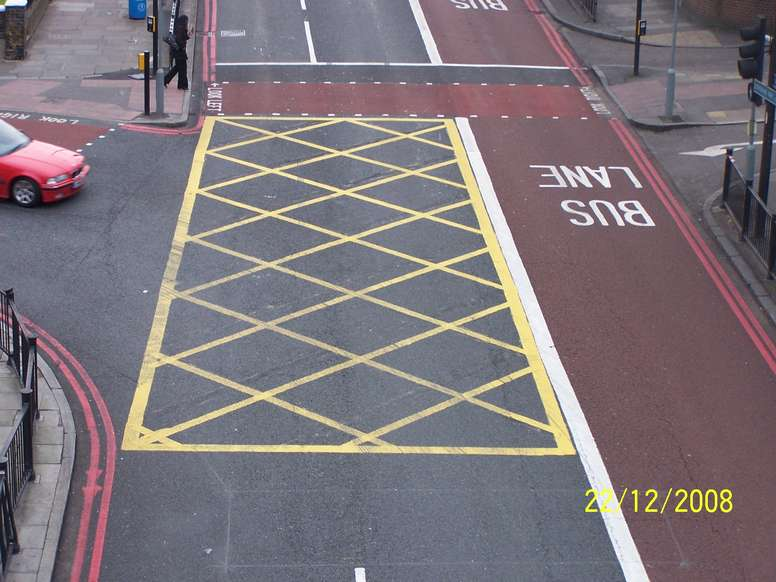 BUS
LOOK LEFT
LOOK RIGHT
BUS
LANE
22/12/2008